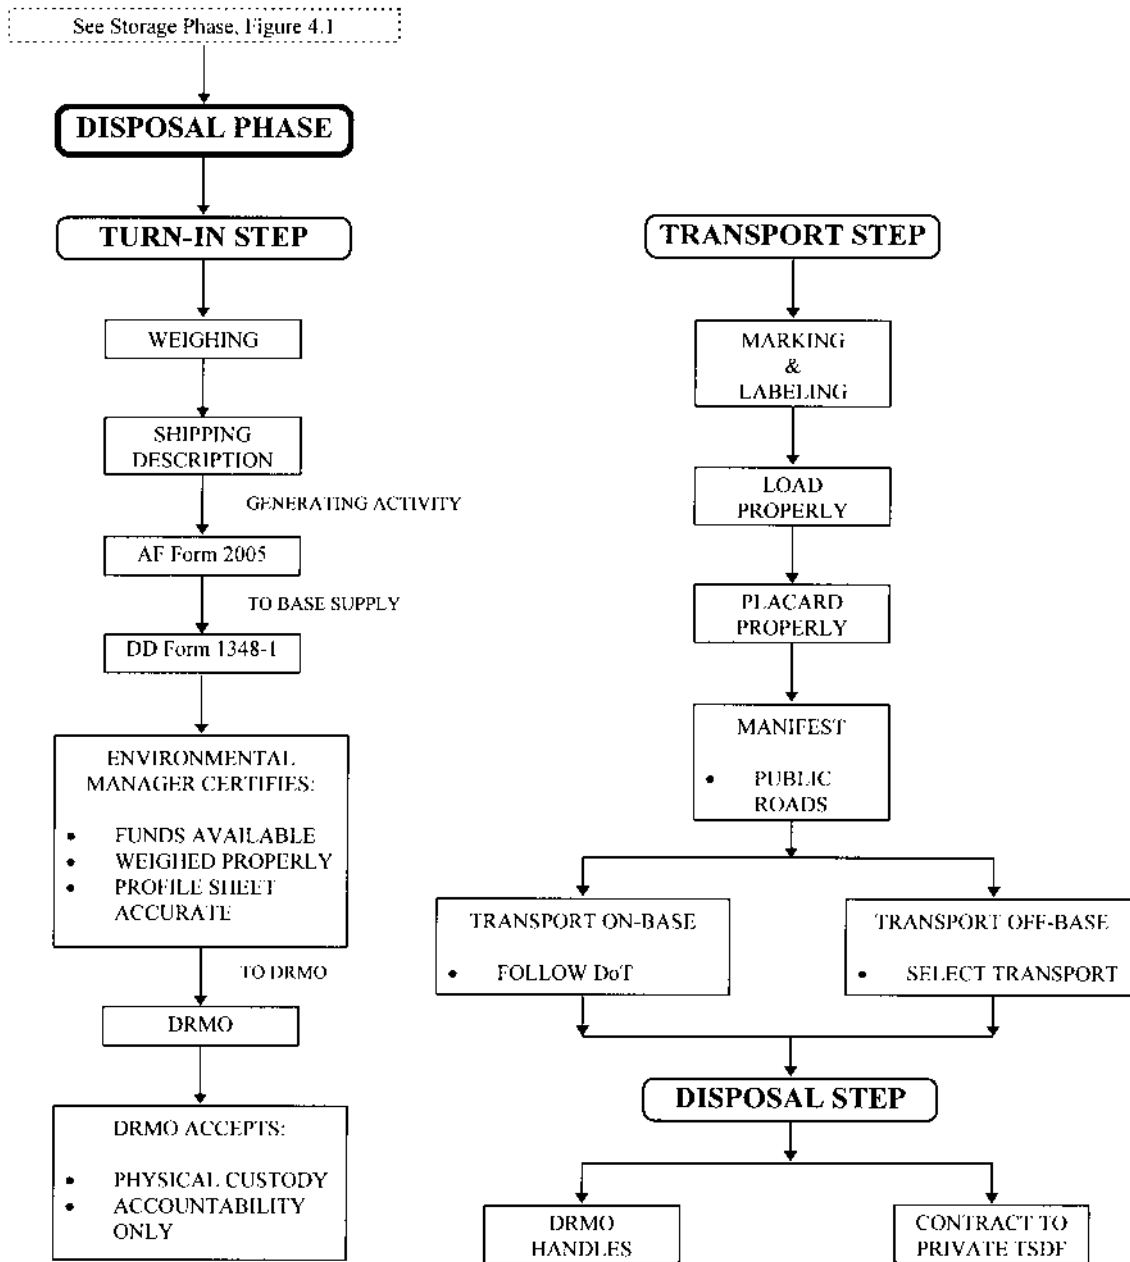 See Storage Phase, Figure 4.1
DISPOSAL PHASE
TURN-IN STEP
WEIGHING
SHIPPING
DESCRIPTION
GENERATING ACTIVITY
AF Form 2005
TO BASE SUPPLY
DD Form 1348-1
ENVIRONMENTAL
MANAGER CERTIFIES:
• FUNDS AVAILABLE
• WEIGHED PROPERLY
• PROFILE SHEET
ACCURATE
TO DRMO
DRMO
DRMO ACCEPTS:
• PHYSICAL CUSTODY
• ACCOUNTABILITY
ONLY
TRANSPORT STEP
MARKING
&
LABELING
LOAD
PROPERLY
PLACARD
PROPERLY
MANIFEST
• PUBLIC
ROADS
TRANSPORT ON-BASE
• FOLLOW DoT
TRANSPORT OFF-BASE
• SELECT TRANSPORT
DISPOSAL STEP
DRMO
HANDLES
CONTRACT TO
PRIVATE TSDF